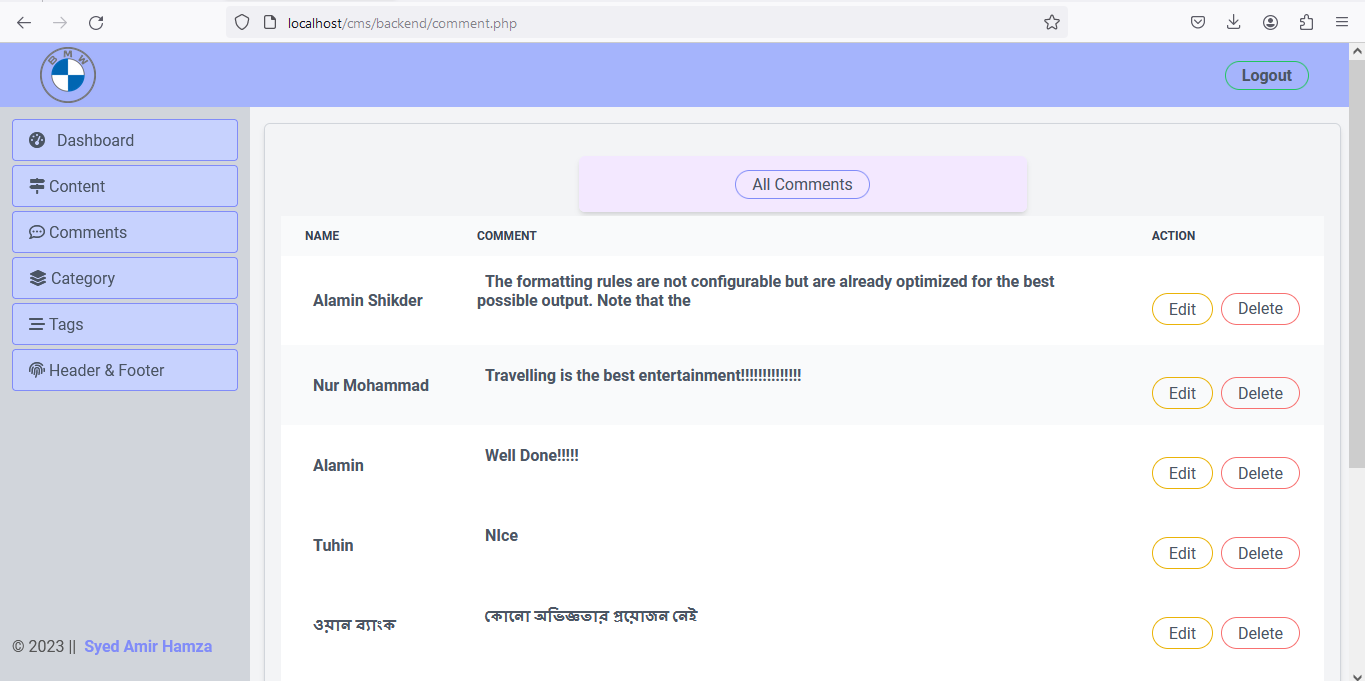 localhost/cms/backend/comment.php
BMW
Logout
Dashboard
Content
Comments
Category
Tags
Header & Footer
© 2023 || Syed Amir Hamza
All Comments
NAME COMMENT ACTION
The formatting rules are not configurable but are already optimized for the best
Alamin Shikder possible output. Note that the Edit Delete
Nur Mohammad Travelling is the best entertainment!!!!!!!!!!!!!! Edit Delete
Alamin Well Done!!!!! Edit Delete
Tuhin NIce Edit Delete
ওয়ান ব্যাংক কোনো অভিজ্ঞতার প্রয়োজন নেই Edit Delete